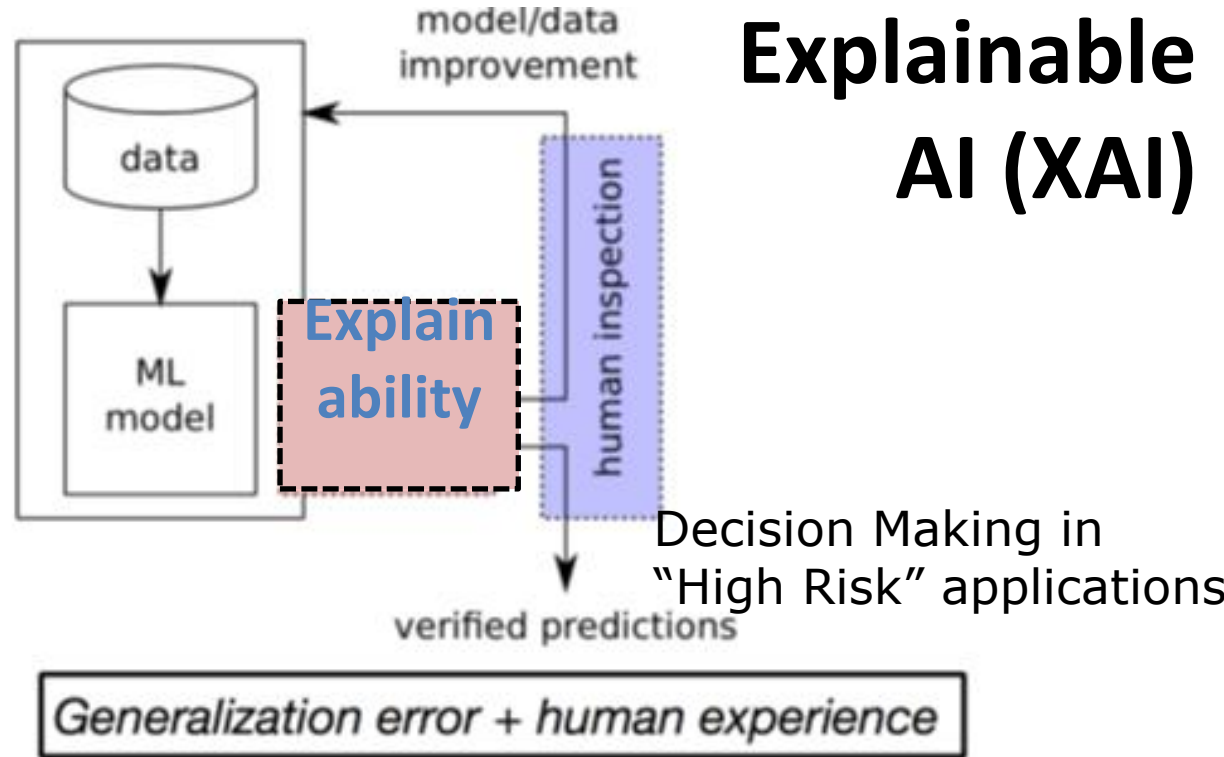 model/data
improvement
Explainable
AI (XAI)
data
human inspection
Explain
ability
ML
model
Decision Making in
“High Risk” applications
verified predictions
Generalization error + human experience